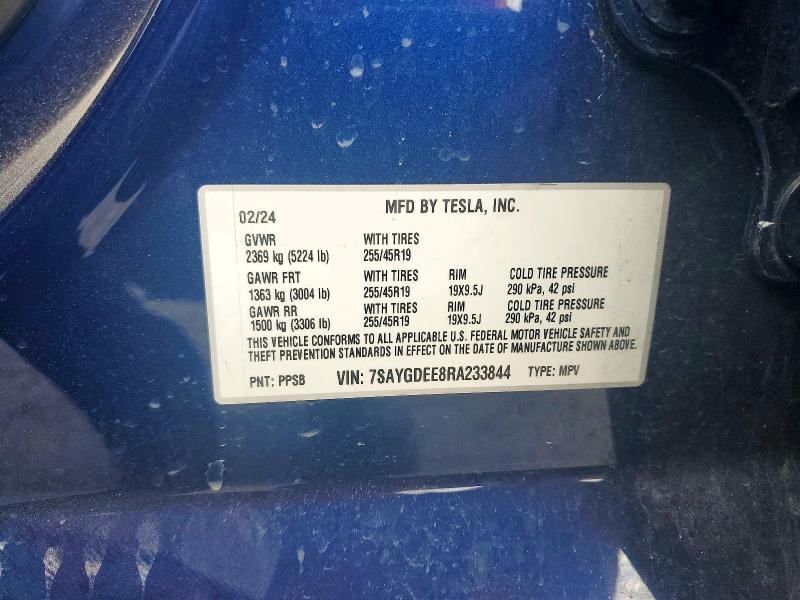 02/24 MFD BY TESLA, INC.
GVWR WITH TIRES
2369 kg (5224 lb) 255/45R19
GAWR FRT WITH TIRES RIM COLD TIRE PRESSURE
1363 kg (3004 lb) 255/45R19 19X9.5J 290 kPa, 42 psi
GAWR RR WITH TIRES RIM COLD TIRE PRESSURE
1500 kg (3306 lb) 255/45R19 19X9.5J 290 kPa, 42 psi
THIS VEHICLE CONFORMS TO ALL APPLICABLE U.S. FEDERAL MOTOR VEHICLE SAFETY AND
THEFT PREVENTION STANDARDS IN EFFECT ON THE DATE OF MANUFACTURE SHOWN ABOVE.
PNT: PPSB VIN: 7SAYGDEE8RA233844 TYPE: MPV